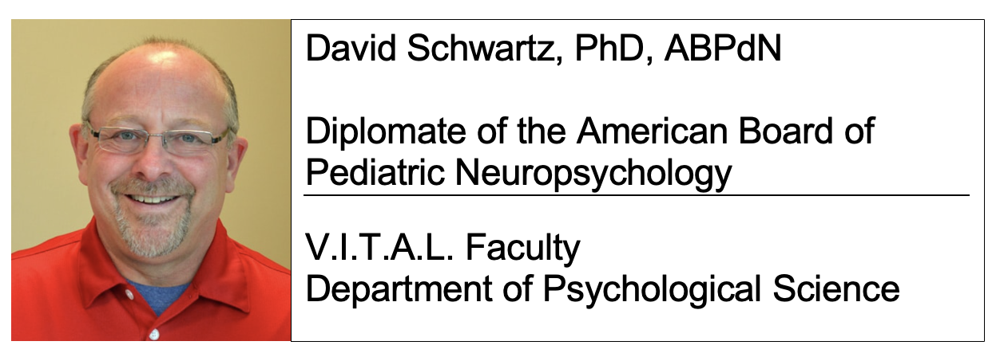 David Schwartz, PhD, ABPdN
Diplomate of the American Board of
Pediatric Neuropsychology
V.I.T.A.L. Faculty
Department of Psychological Science